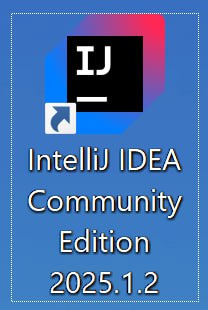 IJ
IntelliJ IDEA
Community
Edition
2025.1.2